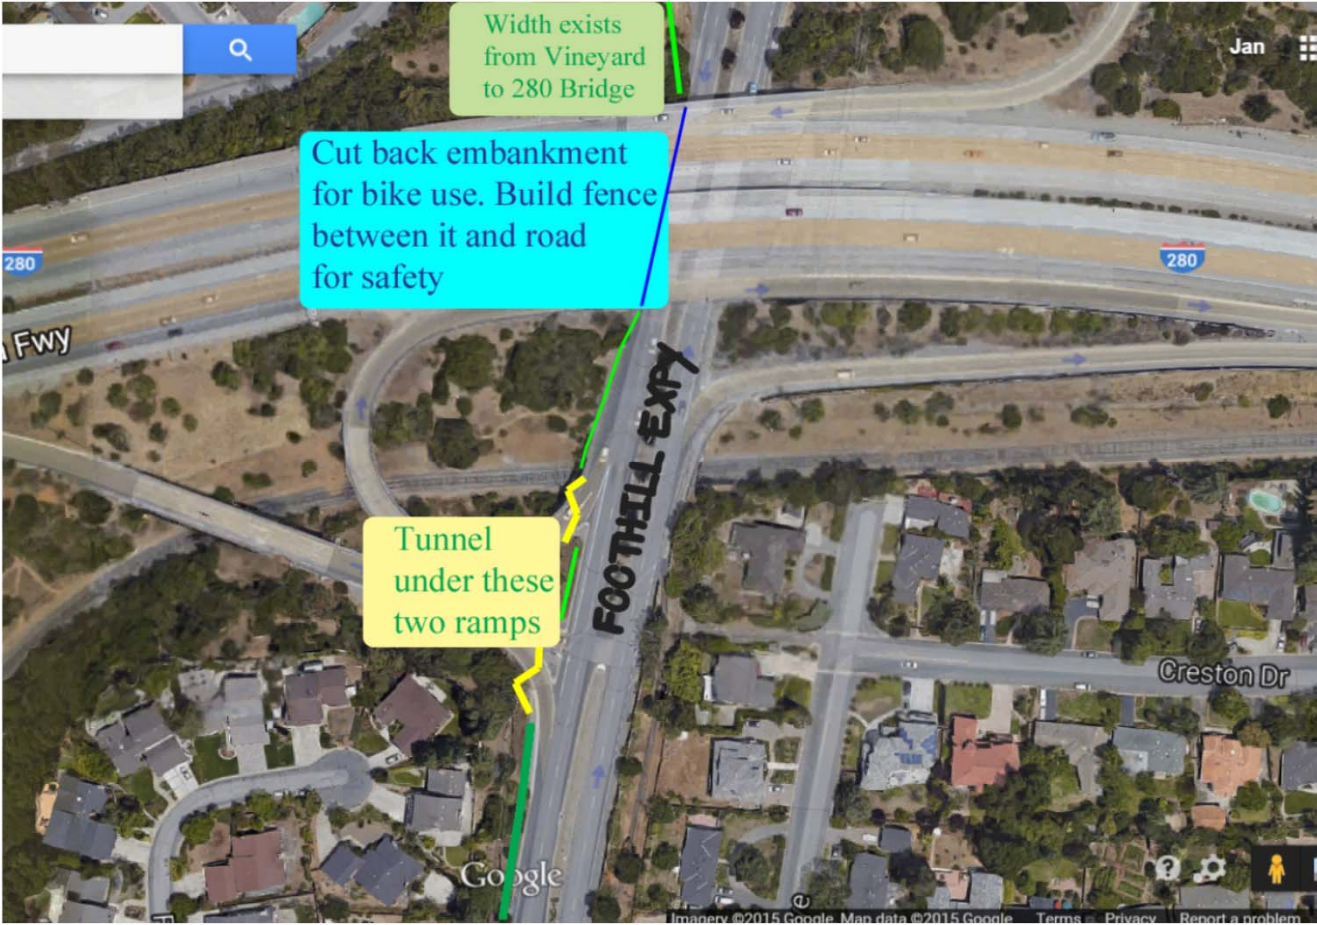 Width exists
from Vineyard
to 280 Bridge
Jan
Cut back embankment
for bike use. Build fence
between it and road
for safety
280
280
Fwy
FOOTHILL EXPY
Tunnel
under these
two ramps
Creston Dr
Google
e
Imagery ©2015 Google, Map data ©2015 Google Terms Privacy Report a problem